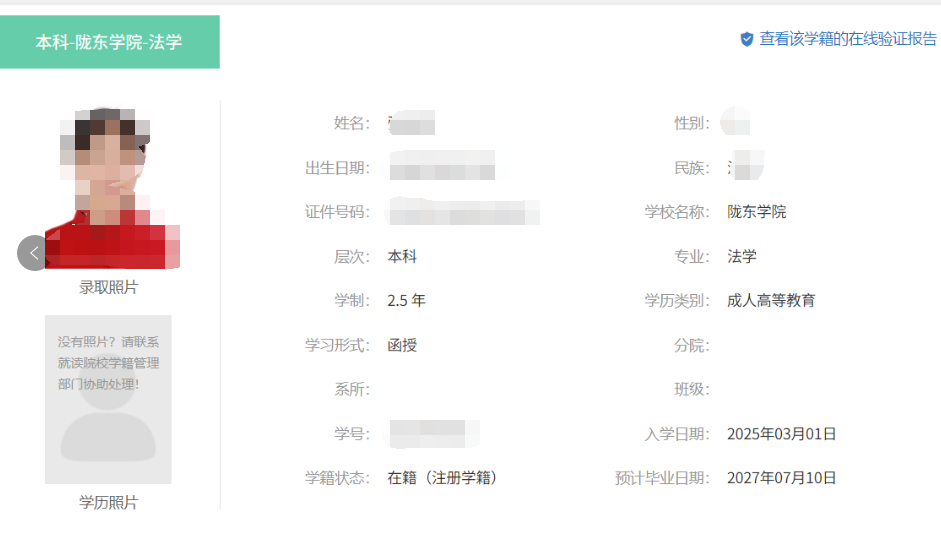 本科-陇东学院-法学
查看该学籍的在线验证报告
姓名：
性别：
出生日期：
民族：
证件号码：
学校名称： 陇东学院
层次： 本科
专业： 法学
学制： 2.5 年
学历类别： 成人高等教育
学习形式： 函授
分院：
系所：
班级：
学号：
入学日期： 2025年03月01日
学籍状态： 在籍（注册学籍）
预计毕业日期： 2027年07月10日
录取照片
没有照片？请联系
就读院校学籍管理
部门协助处理！
学历照片